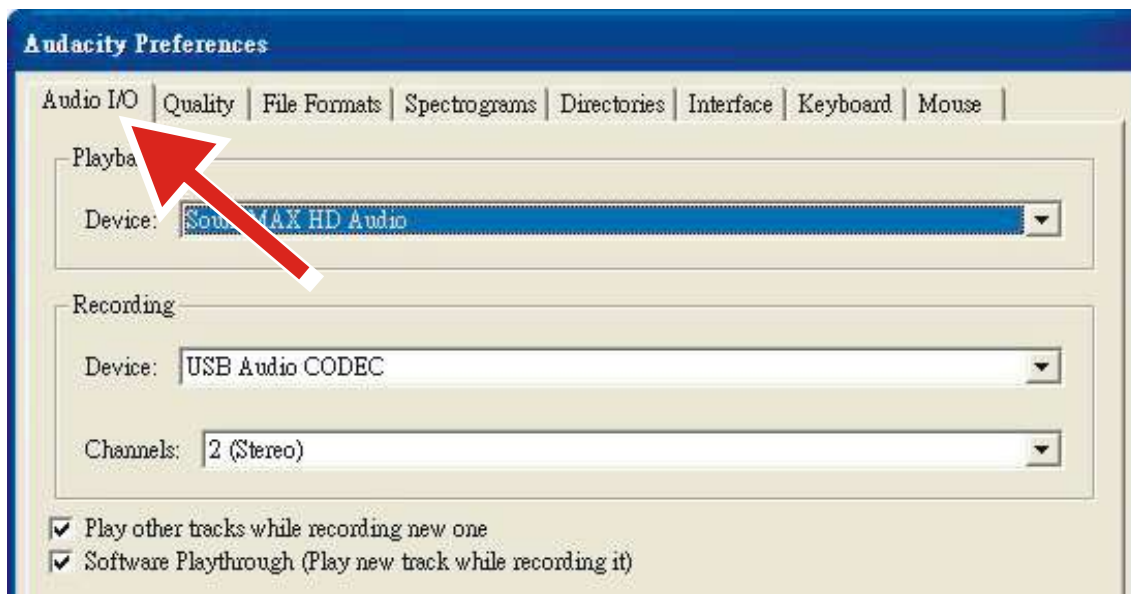 Audacity Preferences
Audio I/O Quality File Formats Spectrograms Directories Interface Keyboard Mouse
Device: MAX HD Audio
Recording
Device: USB Audio CODEC
Channels: 2 (Stereo)
Play other tracks while recording new one
Software Playthrough (Play new track while recording it)